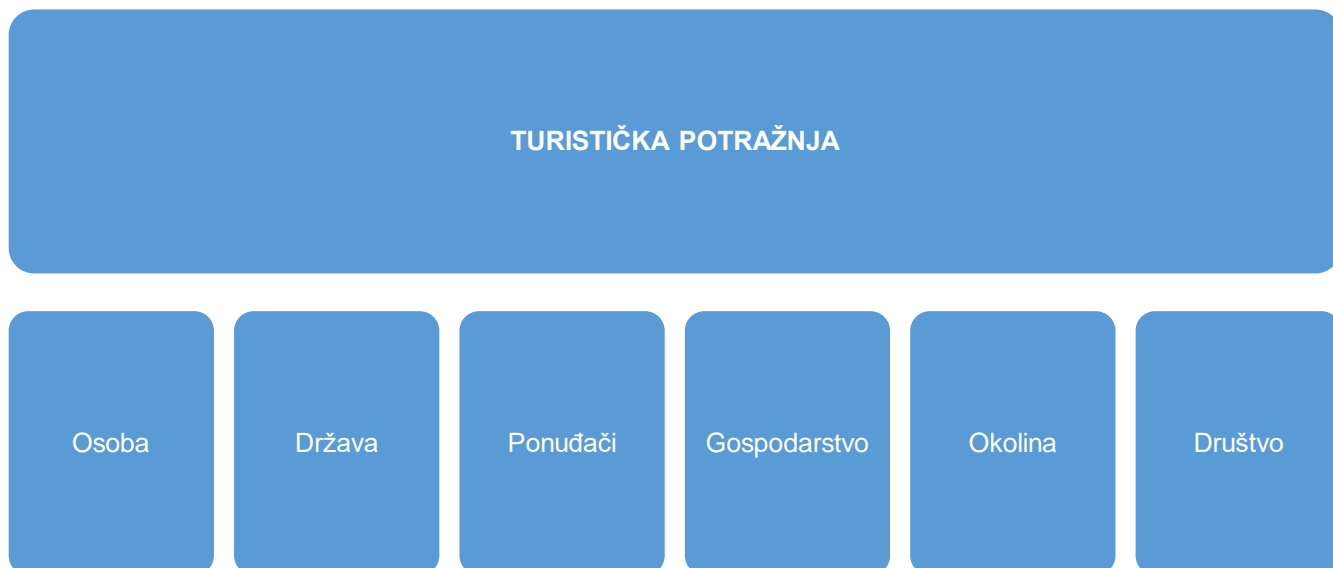 TURISTIČKA POTRAŽNJA
Osoba
Država
Ponuđači
Gospodarstvo
Okolina
Društvo